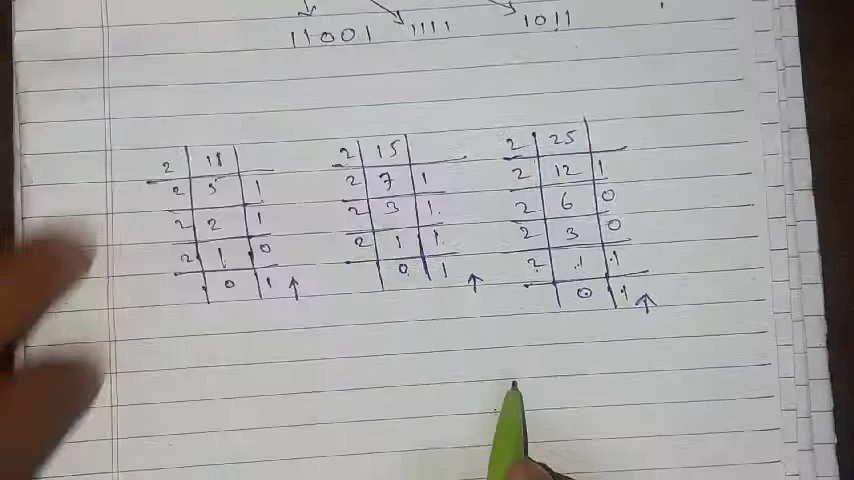 11001 1111 1011
2 11 2 15 2 25
2 5 1 2 7 1 2 12 1
2 2 1 2 3 1 2 6 0
2 1 0 2 1 1 2 3 0
0 1 ↑ 0 1 ↑ 2 1 1
0 1 ↑